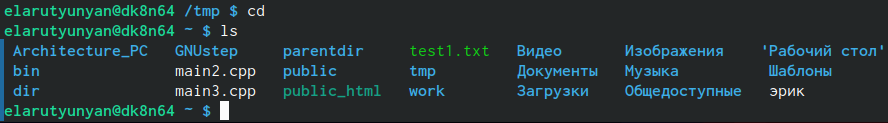 elarutyunyan@dk8n64 /tmp $ cd
elarutyunyan@dk8n64 ~ $ ls
Architecture_PC GNUstep parentdir test1.txt Видео Изображения 'Рабочий стол'
bin main2.cpp public tmp Документы Музыка Шаблоны
dir main3.cpp public_html work Загрузки Общедоступные эрик
elarutyunyan@dk8n64 ~ $